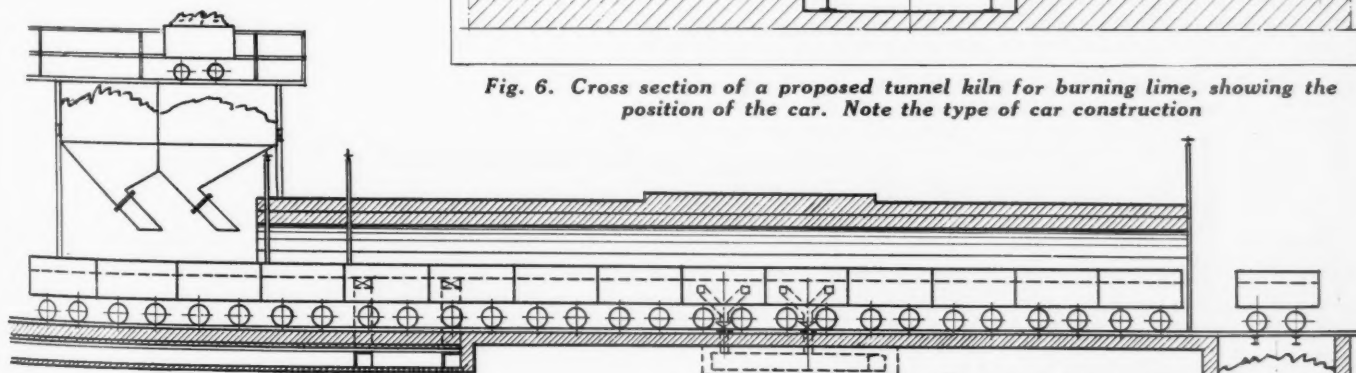 Fig. 6. Cross section of a proposed tunnel kiln for burning lime, showing the
position of the car. Note the type of car construction